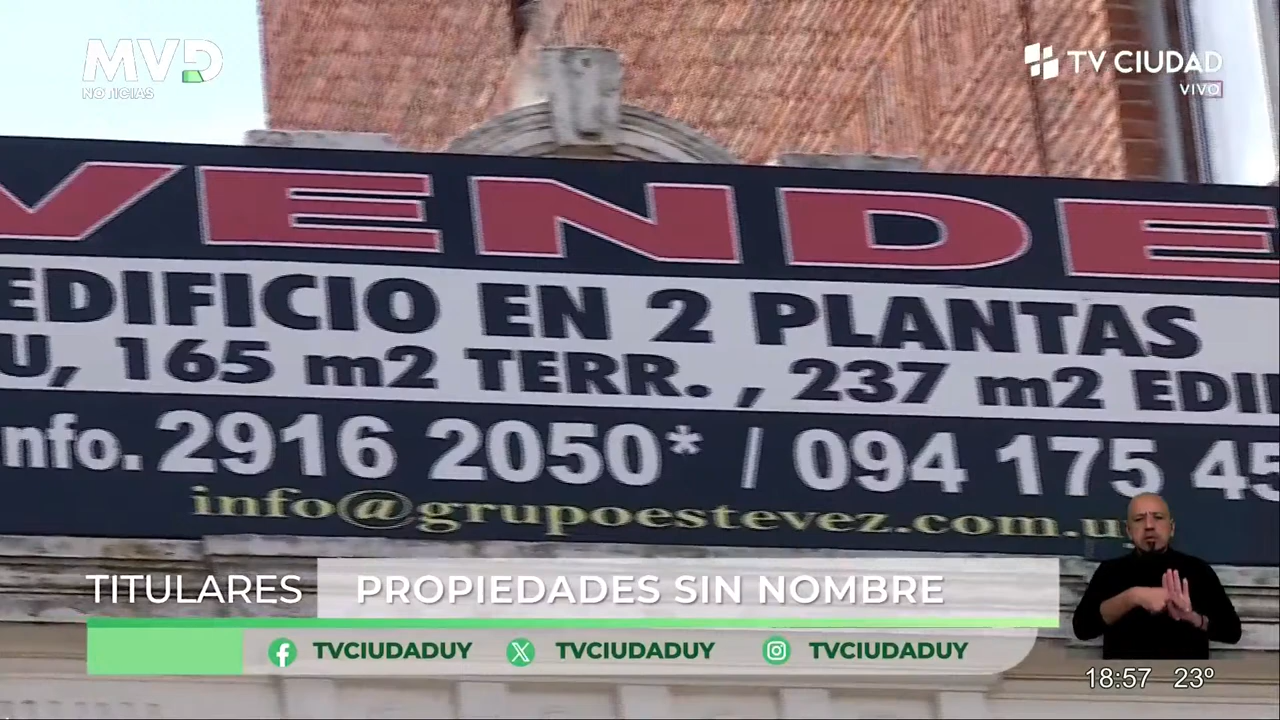 MVD
NOTICIAS
TV CIUDAD
VIVO
VENDE
EDIFICIO EN 2 PLANTAS
U, 165 m2 TERR. , 237 m2 EDI
nfo. 2916 2050* / 094 175 45
info@grupoestevez.com.u
TITULARES PROPIEDADES SIN NOMBRE
TVCIUDADUY TVCIUDADUY TVCIUDADUY
18:57 23º